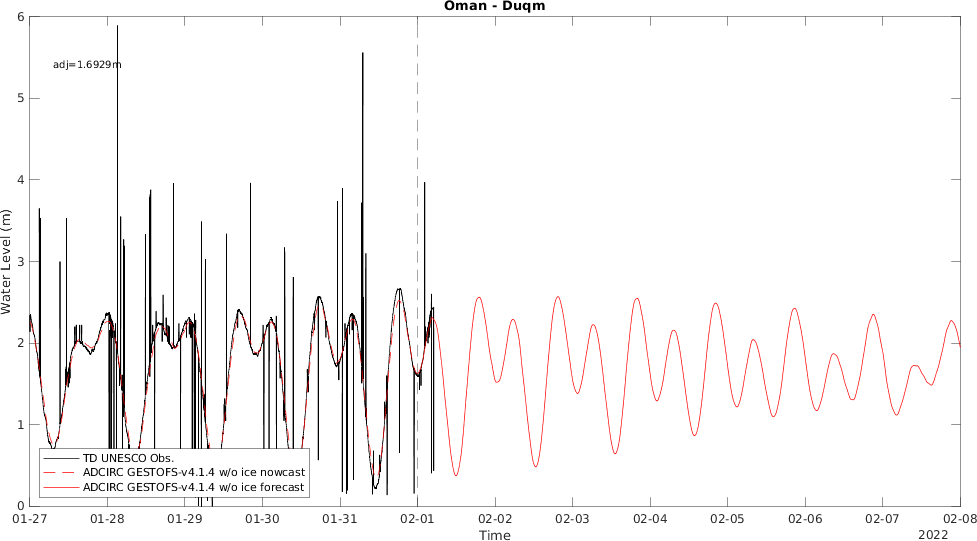 Oman - Duqm
adj=1.6929m
Water Level (m)
6
5
4
3
2
1
0
TD UNESCO Obs.
ADCIRC GESTOFS-v4.1.4 w/o ice nowcast
ADCIRC GESTOFS-v4.1.4 w/o ice forecast
01-27 01-28 01-29 01-30 01-31 02-01 02-02 02-03 02-04 02-05 02-06 02-07 02-08
Time
2022